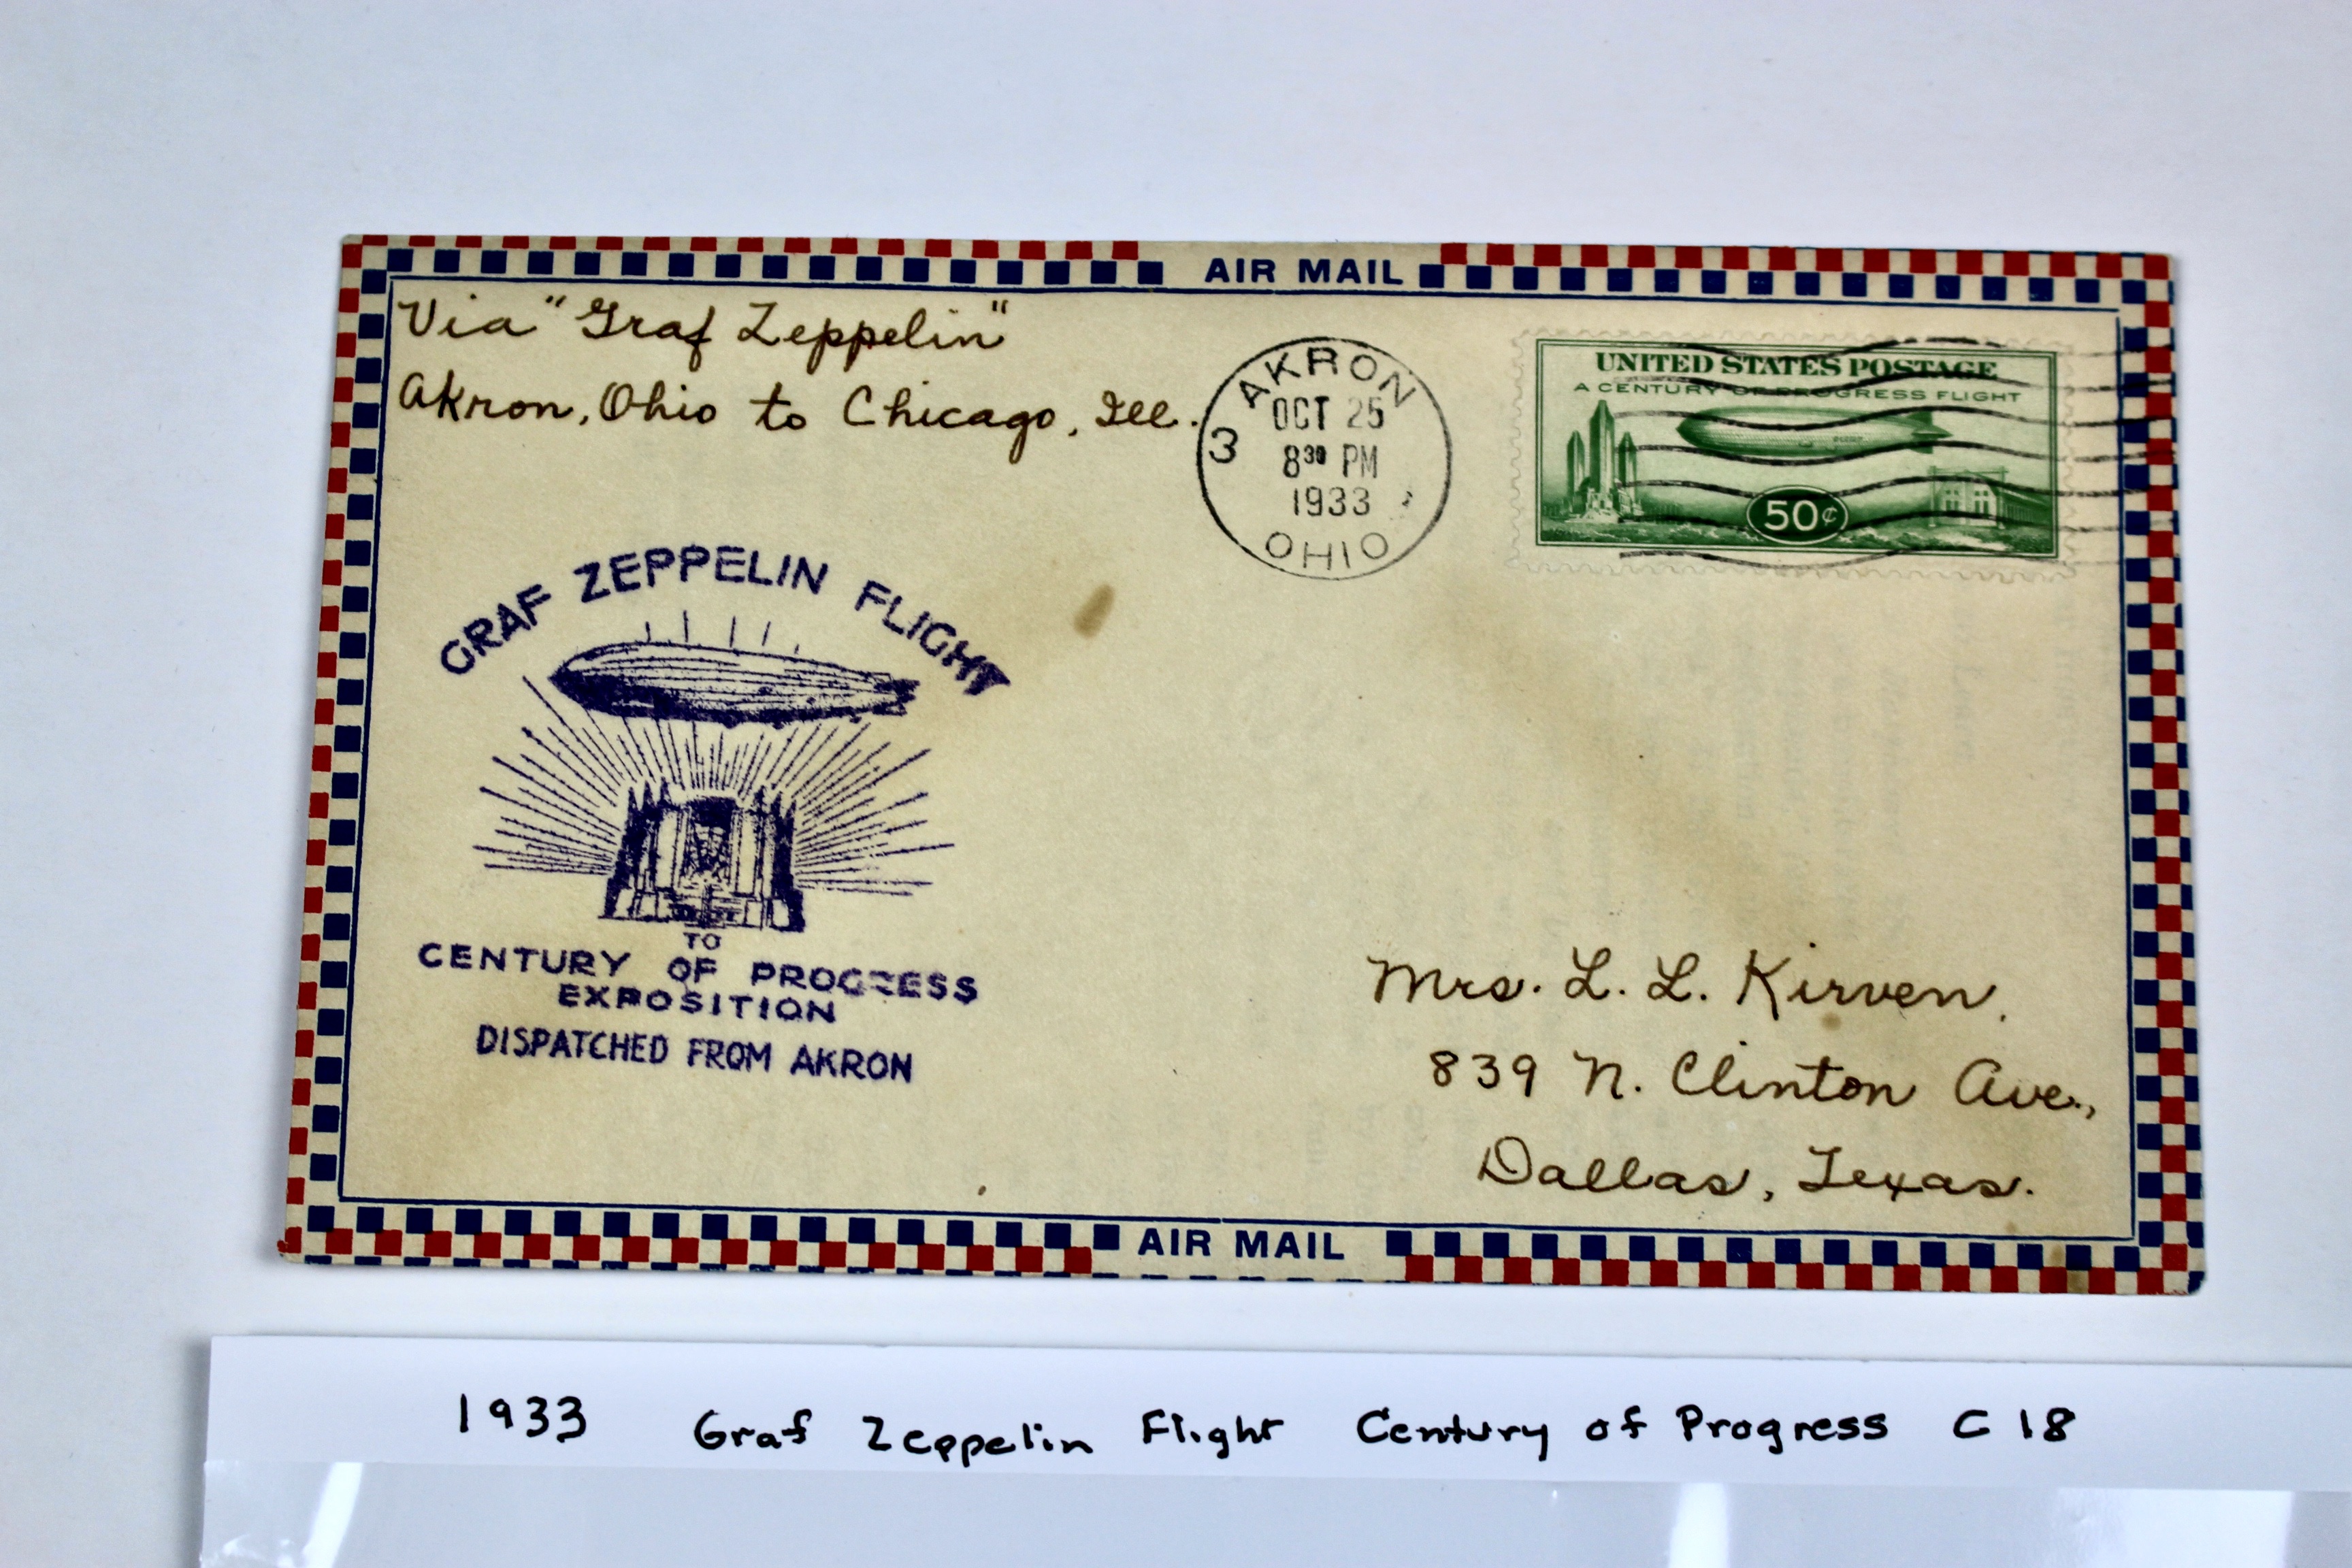 AIR MAIL
Via "Graf Zeppelin"
Akron, Ohio to Chicago, Ill.
3 AKRON
OCT 25
8 30 PM
1933
OHIO
UNITED STATES POSTAGE
A CENTURY OF PROGRESS FLIGHT
50¢
GRAF ZEPPELIN FLIGHT
TO
CENTURY OF PROGRESS
EXPOSITION
DISPATCHED FROM AKRON
Mrs. L. L. Kirven,
839 N. Clinton Ave.,
Dallas, Texas.
AIR MAIL
1933 Graf Zeppelin Flight Century of Progress C18